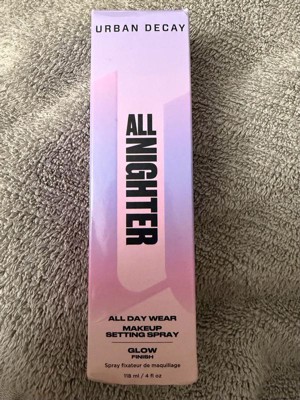 URBAN DECAY
ALL
NIGHTER
ALL DAY WEAR
MAKEUP
SETTING SPRAY
GLOW
FINISH
Spray fixateur de maquillage
118 ml / 4 fl oz